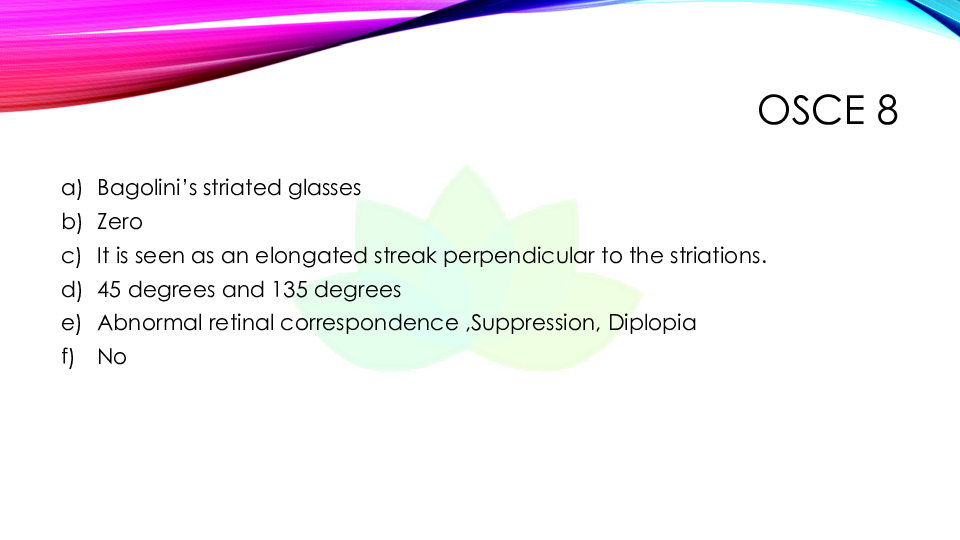 OSCE 8
a) Bagolini’s striated glasses
b) Zero
c) It is seen as an elongated streak perpendicular to the striations.
d) 45 degrees and 135 degrees
e) Abnormal retinal correspondence ,Suppression, Diplopia
f) No